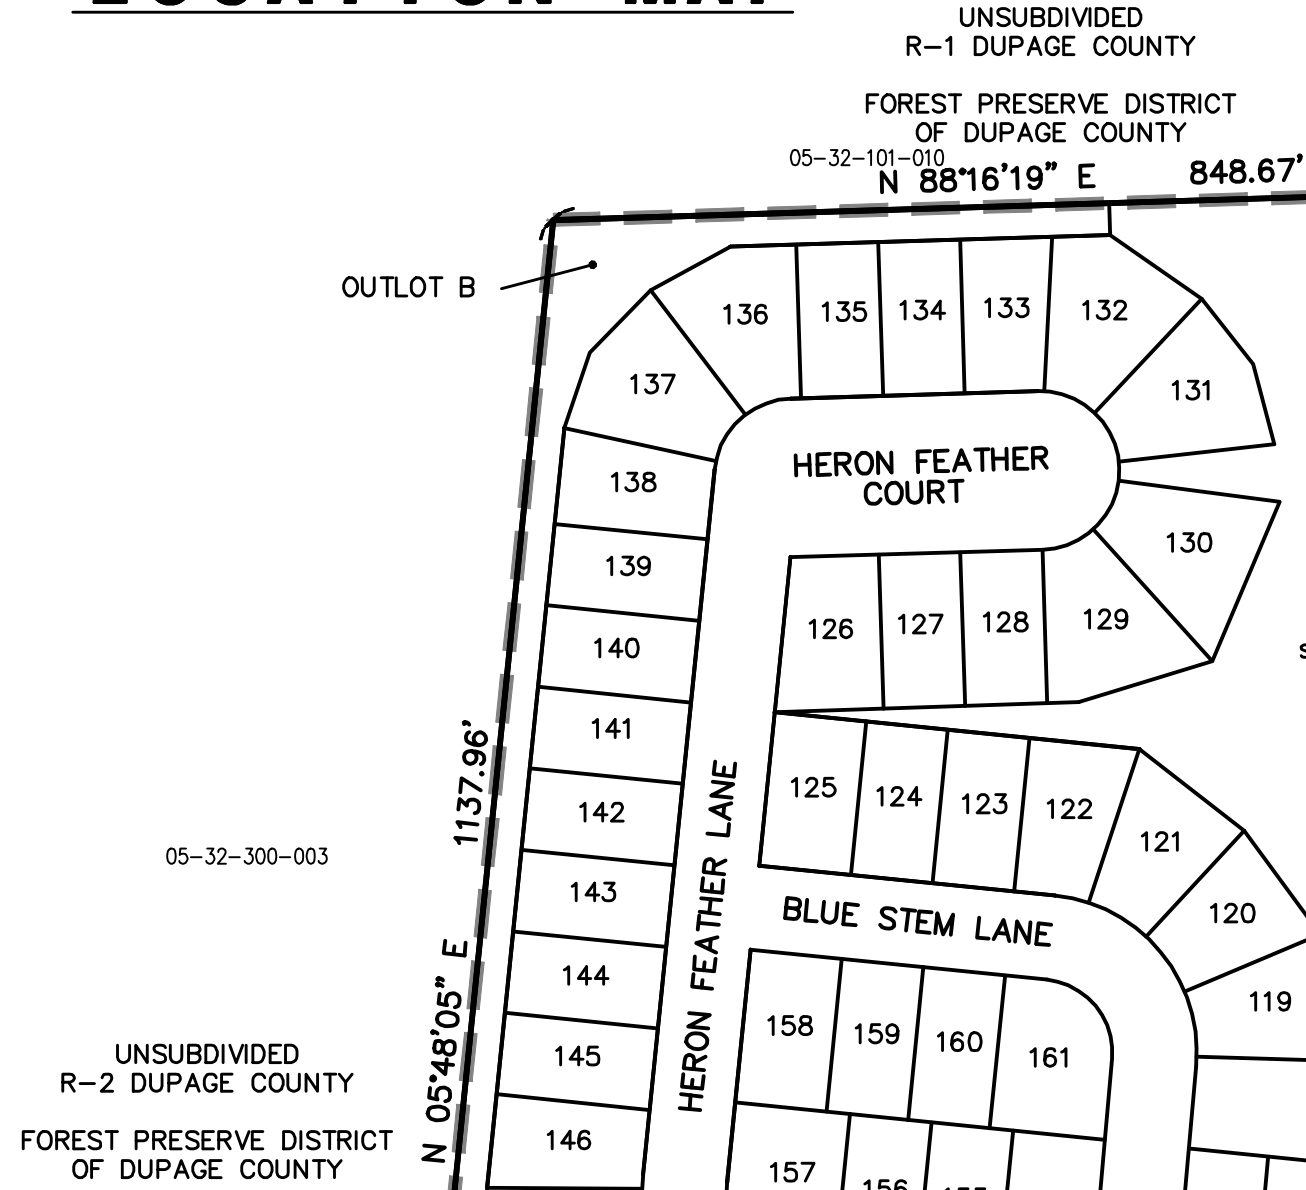 UNSUBDIVIDED
R-1 DUPAGE COUNTY
FOREST PRESERVE DISTRICT
OF DUPAGE COUNTY
05-32-101-010
N 88°16'19" E 848.67'
OUTLOT B
136 135 134 133 132
137 131
HERON FEATHER
COURT
138
130
139
126 127 128 129
140
141
1137.96'
125 124 123 122
142
121
05-32-300-003
143
BLUE STEM LANE
120
HERON FEATHER LANE
144
119
158 159 160 161
N 05°48'05" E
145
UNSUBDIVIDED
R-2 DUPAGE COUNTY
FOREST PRESERVE DISTRICT
OF DUPAGE COUNTY
146
157
156